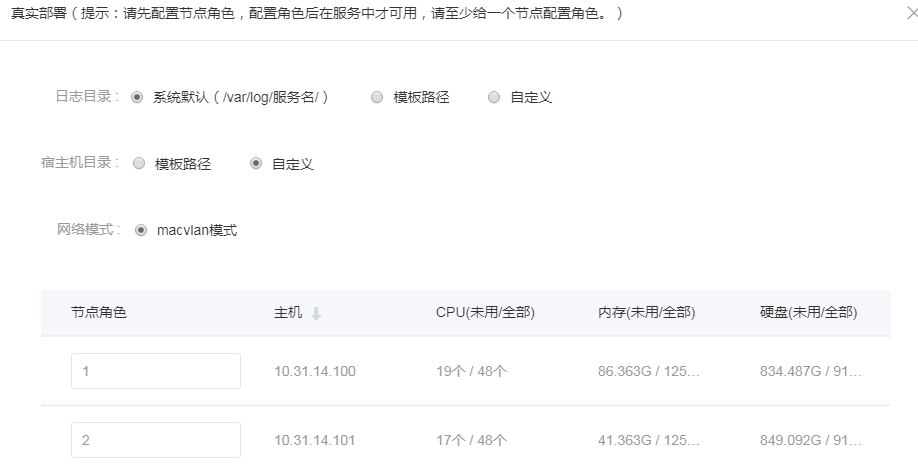 真实部署（提示：请先配置节点角色，配置角色后在服务中才可用，请至少给一个节点配置角色。）
日志目录： 系统默认（/var/log/服务名/） 模板路径 自定义
宿主机目录： 模板路径 自定义
网络模式： macvlan模式
节点角色 主机 CPU(未用/全部) 内存(未用/全部) 硬盘(未用/全部)
1 10.31.14.100 19个 / 48个 86.363G / 125... 834.487G / 91...
2 10.31.14.101 17个 / 48个 41.363G / 125... 849.092G / 91...